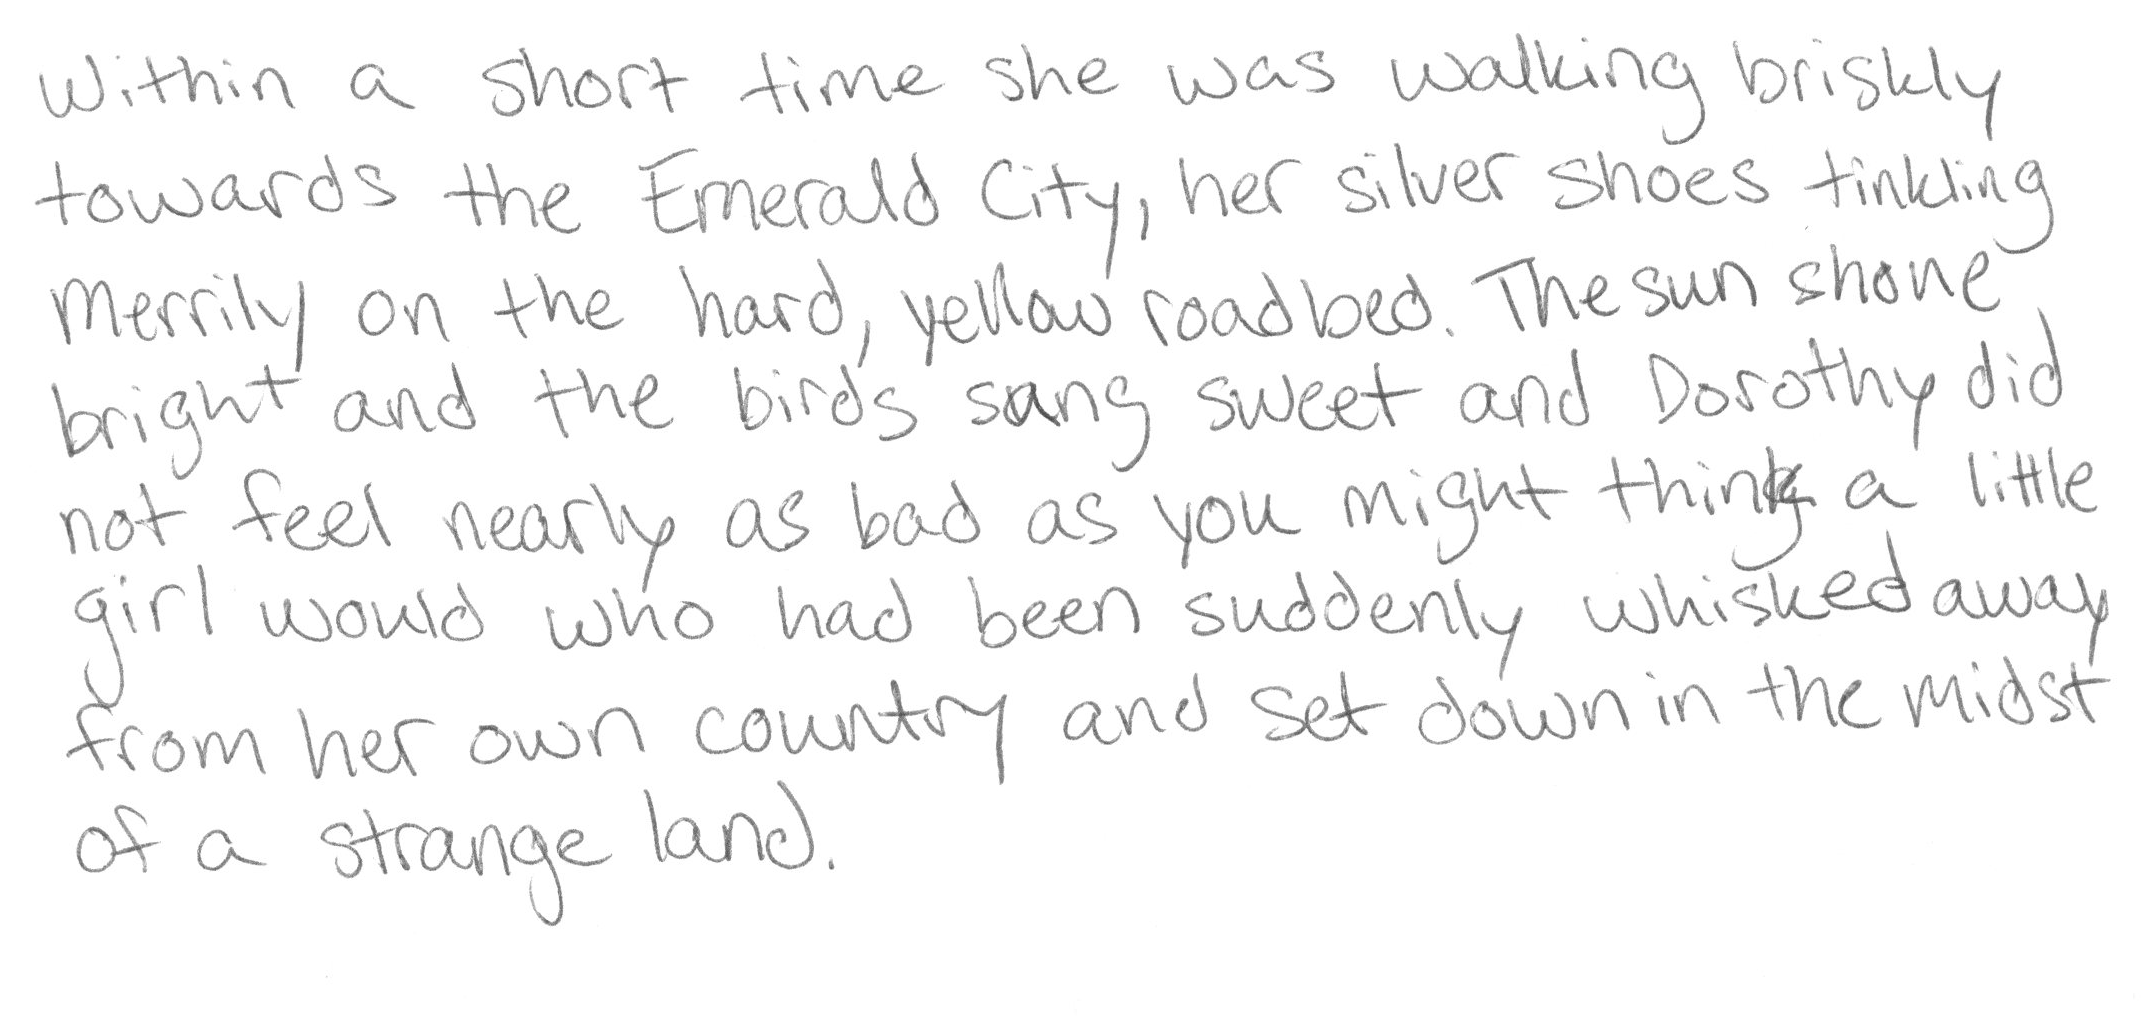 Within a short time she was walking briskly
towards the Emerald City, her silver shoes tinkling
merrily on the hard, yellow roadbed. The sun shone
bright and the birds sang sweet and Dorothy did
not feel nearly as bad as you might think a little
girl would who had been suddenly whisked away
from her own country and set down in the midst
of a strange land.